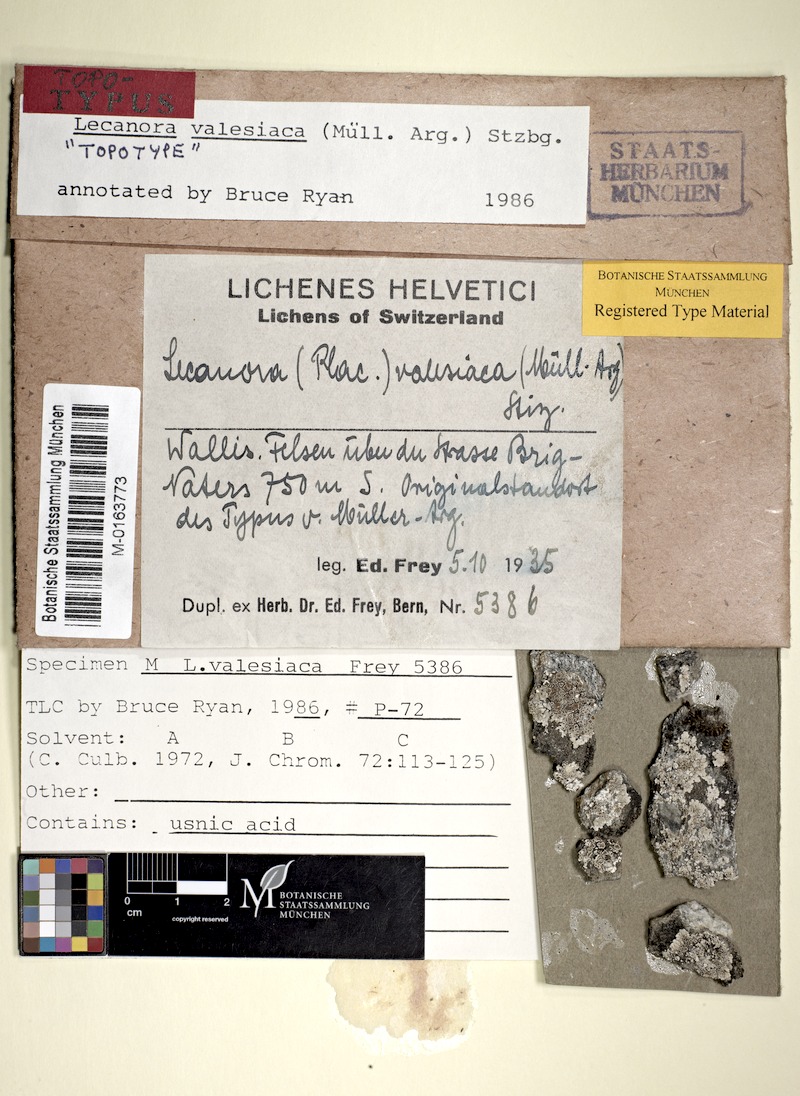 TOPO-
TYPUS
Lecanora valesiaca (Müll. Arg.) Stzbg.
"TOPOTYPE"
annotated by Bruce Ryan 1986
STAATS-
HERBARIUM
MÜNCHEN
BOTANISCHE STAATSSAMMLUNG
MÜNCHEN
Registered Type Material
LICHENES HELVETICI
Lichens of Switzerland
Lecanora (Plac.) valesiaca (Müll. Arg)
Stiz.
Wallis. Felsen über der Strasse Brig-
Naters 750 m S. Originalstandort
des Typus v. Müller-Arg.
leg. Ed. Frey 5.10 1935
Dupl. ex Herb. Dr. Ed. Frey, Bern, Nr. 5386
Botanische Staatssammlung München
M-0163773
Specimen M L.valesiaca Frey 5386
TLC by Bruce Ryan, 1986, # P-72
Solvent: A B C
(C. Culb. 1972, J. Chrom. 72:113-125)
Other:
Contains: usnic acid
0 1 2
cm
copyright reserved
M BOTANISCHE
STAATSSAMMLUNG
MÜNCHEN